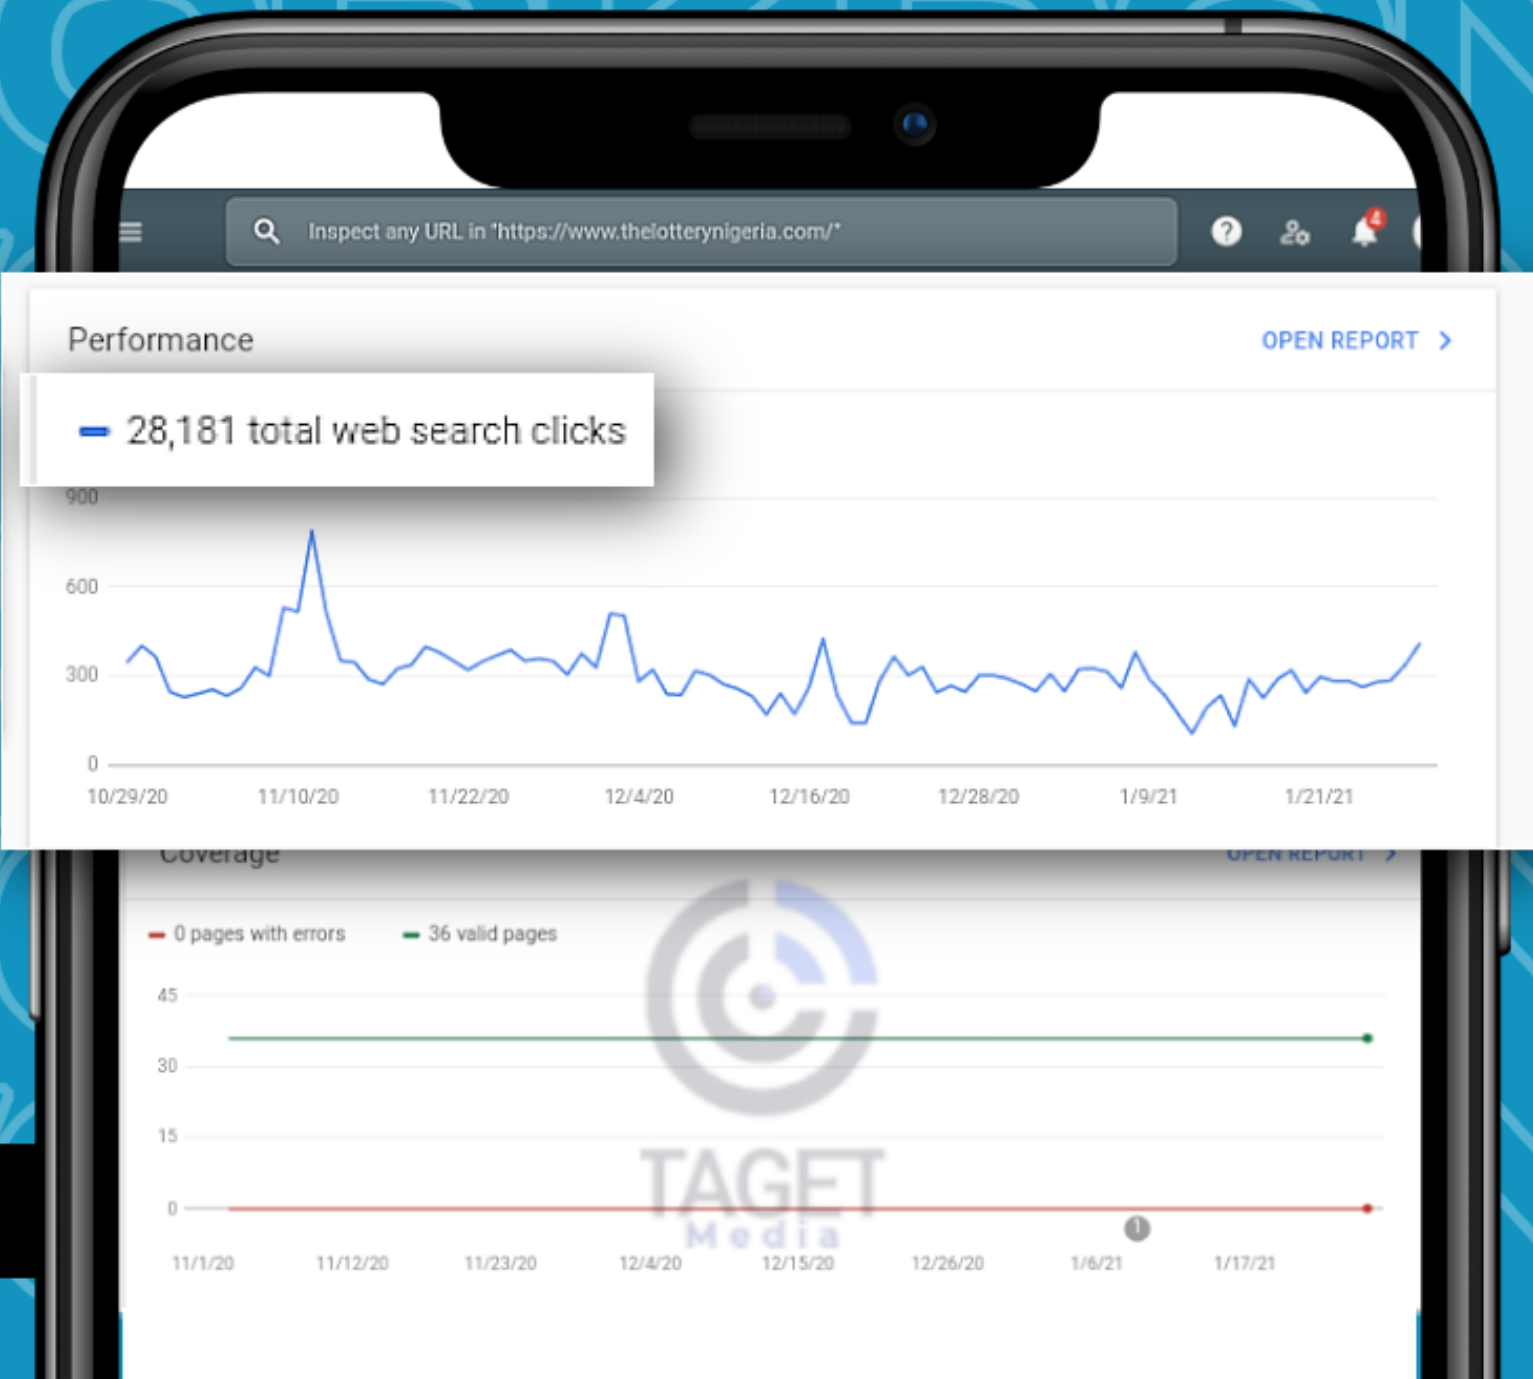 Inspect any URL in "https://www.thelotterynigeria.com/"
4
Performance
OPEN REPORT
28,181 total web search clicks
900
600
300
0
10/29/20 11/10/20 11/22/20 12/4/20 12/16/20 12/28/20 1/9/21 1/21/21
Coverage
OPEN REPORT
0 pages with errors 36 valid pages
45
30
15
0
1
11/1/20 11/12/20 11/23/20 12/4/20 12/15/20 12/26/20 1/6/21 1/17/21
TAGET
Media